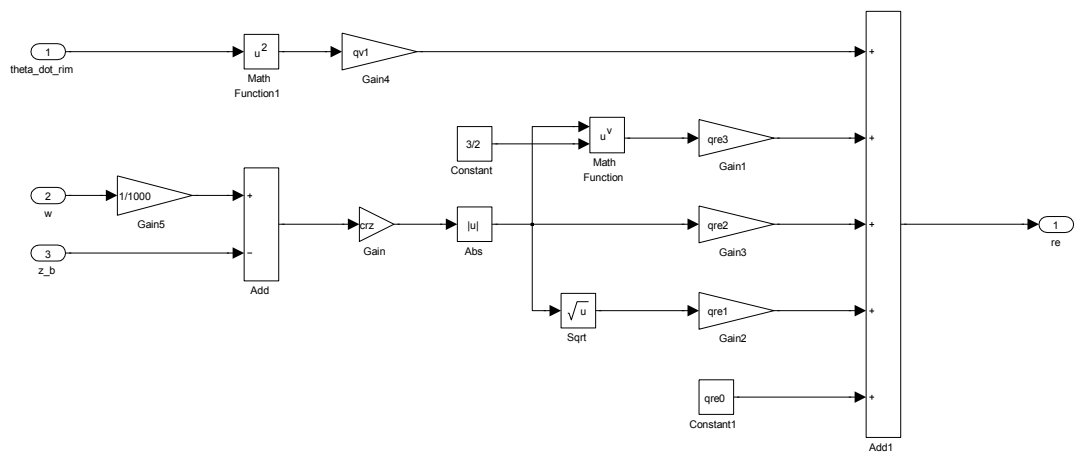 1
theta_dot_rim
u²
Math
Function1
qv1
Gain4
+
3/2
Constant
uᵛ
Math
Function
qre3
Gain1
+
2
w
1/1000
Gain5
+
3
z_b
−
Add
crz
Gain
|u|
Abs
qre2
Gain3
+
1
re
√u
Sqrt
qre1
Gain2
+
qre0
Constant1
+
Add1